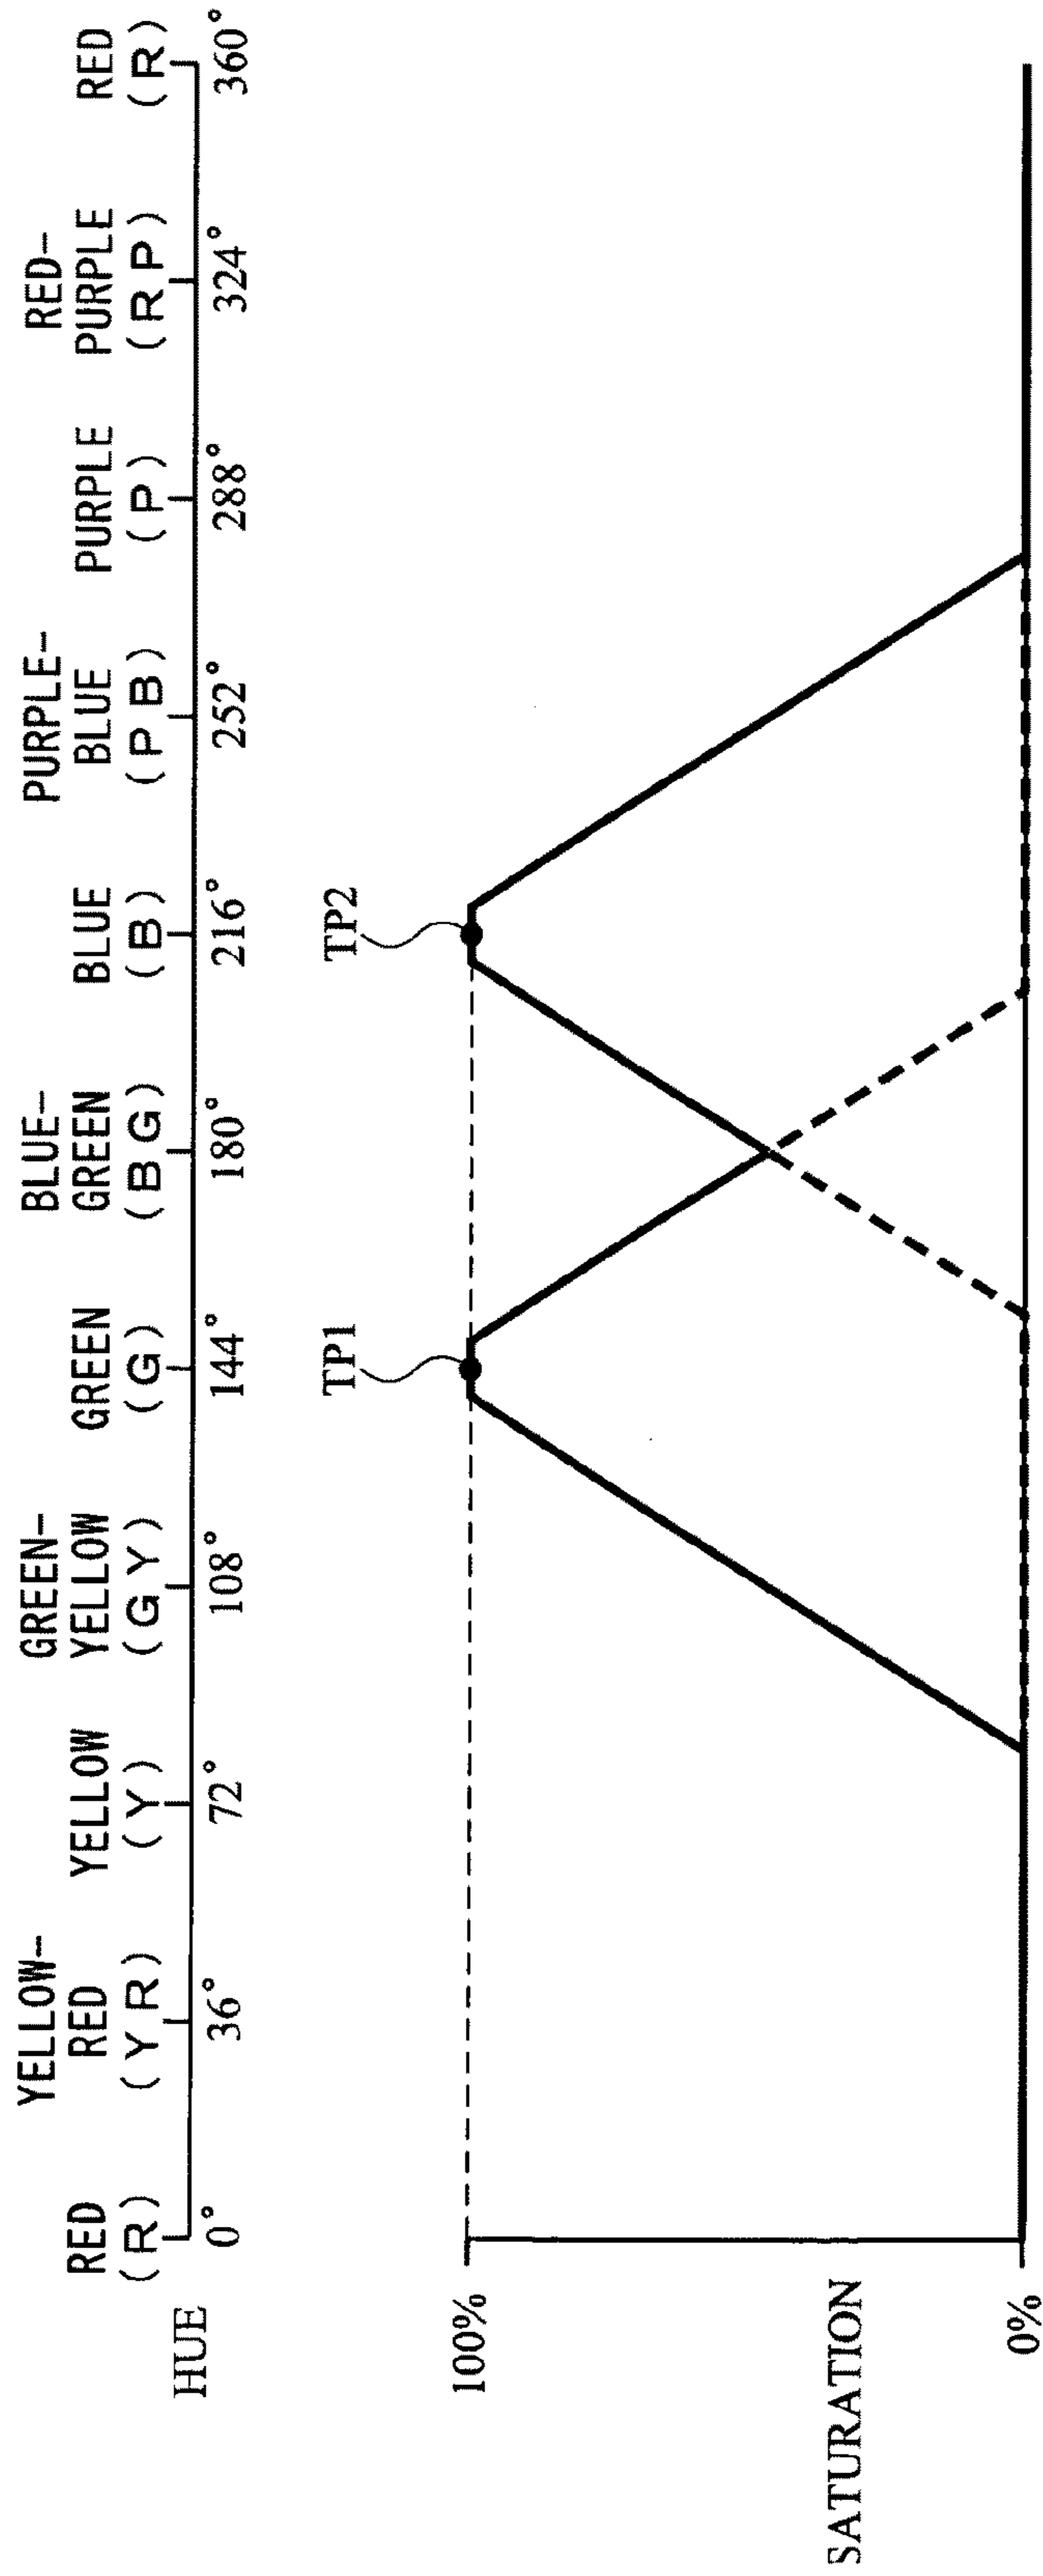 HUE
RED
(R)
0°
YELLOW-
RED
(YR)
36°
YELLOW
(Y)
72°
GREEN-
YELLOW
(GY)
108°
GREEN
(G)
144°
BLUE-
GREEN
(BG)
180°
BLUE
(B)
216°
PURPLE-
BLUE
(PB)
252°
PURPLE
(P)
288°
RED-
PURPLE
(RP)
324°
RED
(R)
360°
TP1
TP2
100%
SATURATION
0%